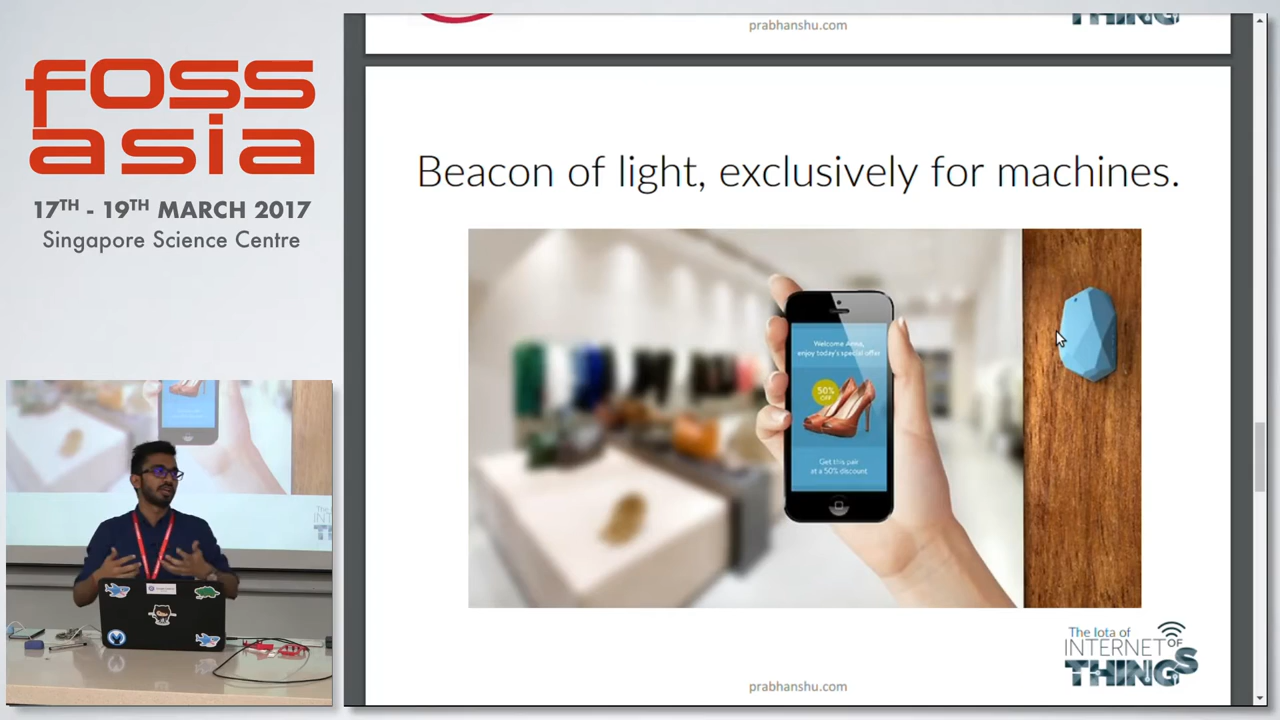 foss
asia
17TH - 19TH MARCH 2017
Singapore Science Centre
prabhanshu.com
THINGS
Beacon of light, exclusively for machines.
Welcome Anna,
enjoy today's special offer
50%
OFF
Get this pair
at a 50% discount
The Iota of
INTERNET OF
THINGS
prabhanshu.com